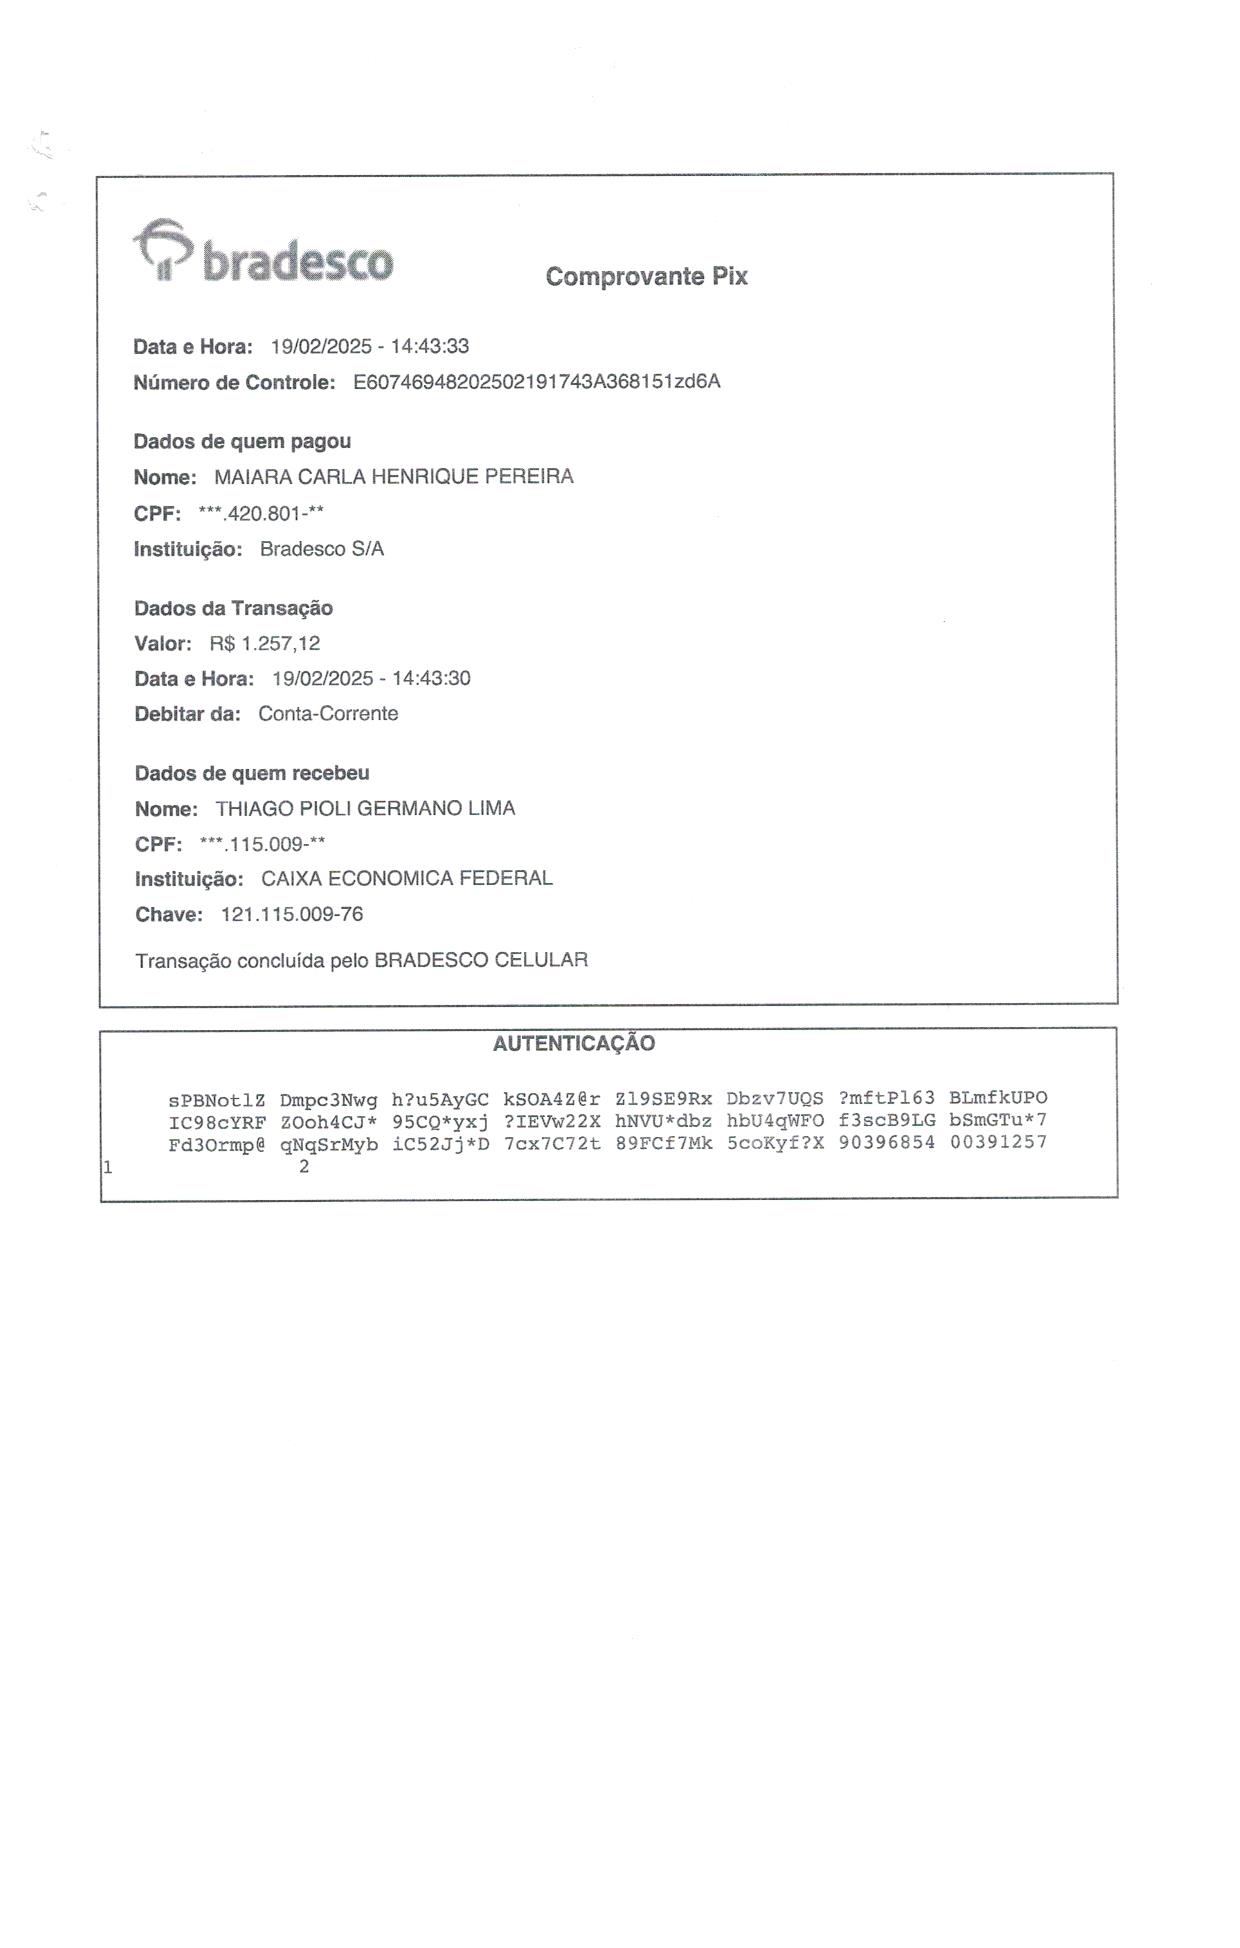 bradesco
Comprovante Pix
Data e Hora: 19/02/2025 - 14:43:33
Número de Controle: E60746948202502191743A368151zd6A
Dados de quem pagou
Nome: MAIARA CARLA HENRIQUE PEREIRA
CPF: ***.420.801-**
Instituição: Bradesco S/A
Dados da Transação
Valor: R$ 1.257,12
Data e Hora: 19/02/2025 - 14:43:30
Debitar da: Conta-Corrente
Dados de quem recebeu
Nome: THIAGO PIOLI GERMANO LIMA
CPF: ***.115.009-**
Instituição: CAIXA ECONOMICA FEDERAL
Chave: 121.115.009-76
Transação concluída pelo BRADESCO CELULAR
AUTENTICAÇÃO
sPBNotlZ Dmpc3Nwg h?u5AyGC kSOA4Z@r Zl9SE9Rx Dbzv7UQS ?mftPl63 BLmfkUPO
IC98cYRF ZOoh4CJ* 95CQ*yxj ?IEVw22X hNVU*dbz hbU4qWFO f3scB9LG bSmGTu*7
Fd3Ormp@ qNqSrMyb iC52Jj*D 7cx7C72t 89FCf7Mk 5coKyf?X 90396854 00391257
1 2